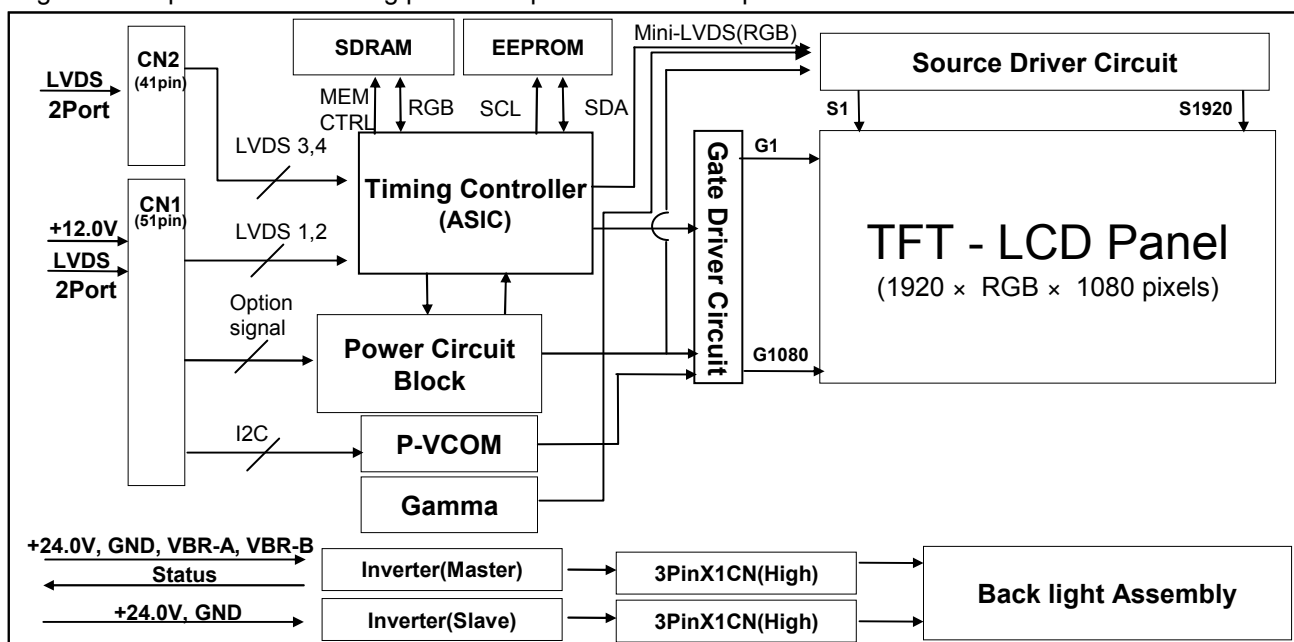 SDRAM
EEPROM
Mini-LVDS(RGB)
CN2
(41pin)
Source Driver Circuit
LVDS
2Port
MEM
CTRL
RGB
SCL
SDA
S1
S1920
LVDS 3,4
Timing Controller
(ASIC)
Gate Driver Circuit
G1
CN1
(51pin)
+12.0V
LVDS
2Port
LVDS 1,2
TFT - LCD Panel
(1920 × RGB × 1080 pixels)
Option
signal
Power Circuit
Block
G1080
I2C
P-VCOM
Gamma
+24.0V, GND, VBR-A, VBR-B
Status
Inverter(Master)
3PinX1CN(High)
Back light Assembly
+24.0V, GND
Inverter(Slave)
3PinX1CN(High)